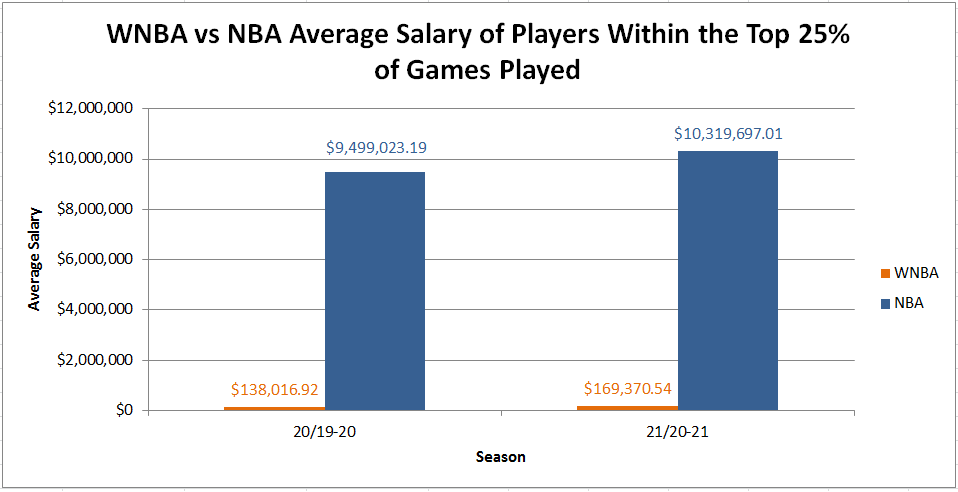 WNBA vs NBA Average Salary of Players Within the Top 25%
of Games Played
$12,000,000
$10,000,000
$8,000,000
$6,000,000
$4,000,000
$2,000,000
$0
Average Salary
$9,499,023.19
$10,319,697.01
$138,016.92
$169,370.54
WNBA
NBA
20/19-20
21/20-21
Season